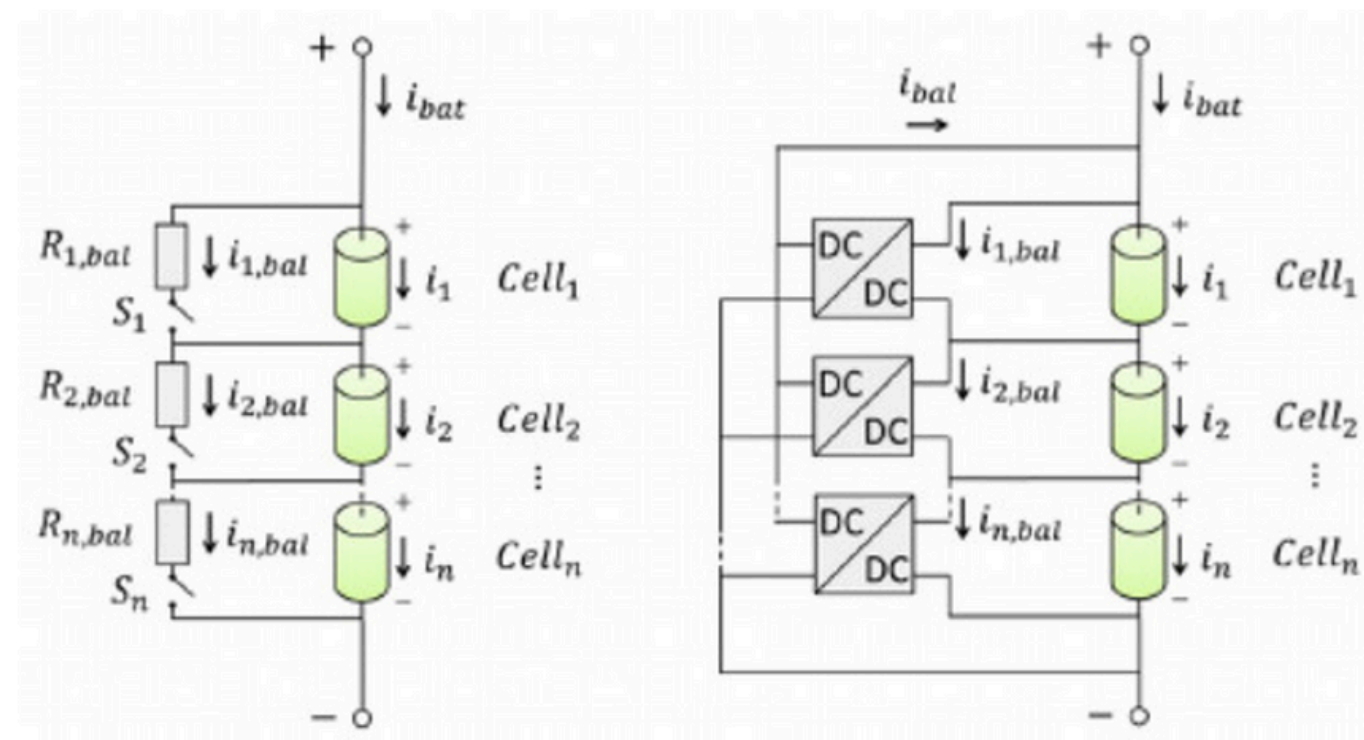 +
i_bat
R_1,bal
i_1,bal
+
i_1
Cell_1
S_1
−
R_2,bal
i_2,bal
+
i_2
Cell_2
S_2
−
⋮
R_n,bal
i_n,bal
+
i_n
Cell_n
S_n
−
−
+
i_bal
i_bat
DC
DC
i_1,bal
+
i_1
Cell_1
−
DC
DC
i_2,bal
+
i_2
Cell_2
−
⋮
DC
DC
i_n,bal
+
i_n
Cell_n
−
−